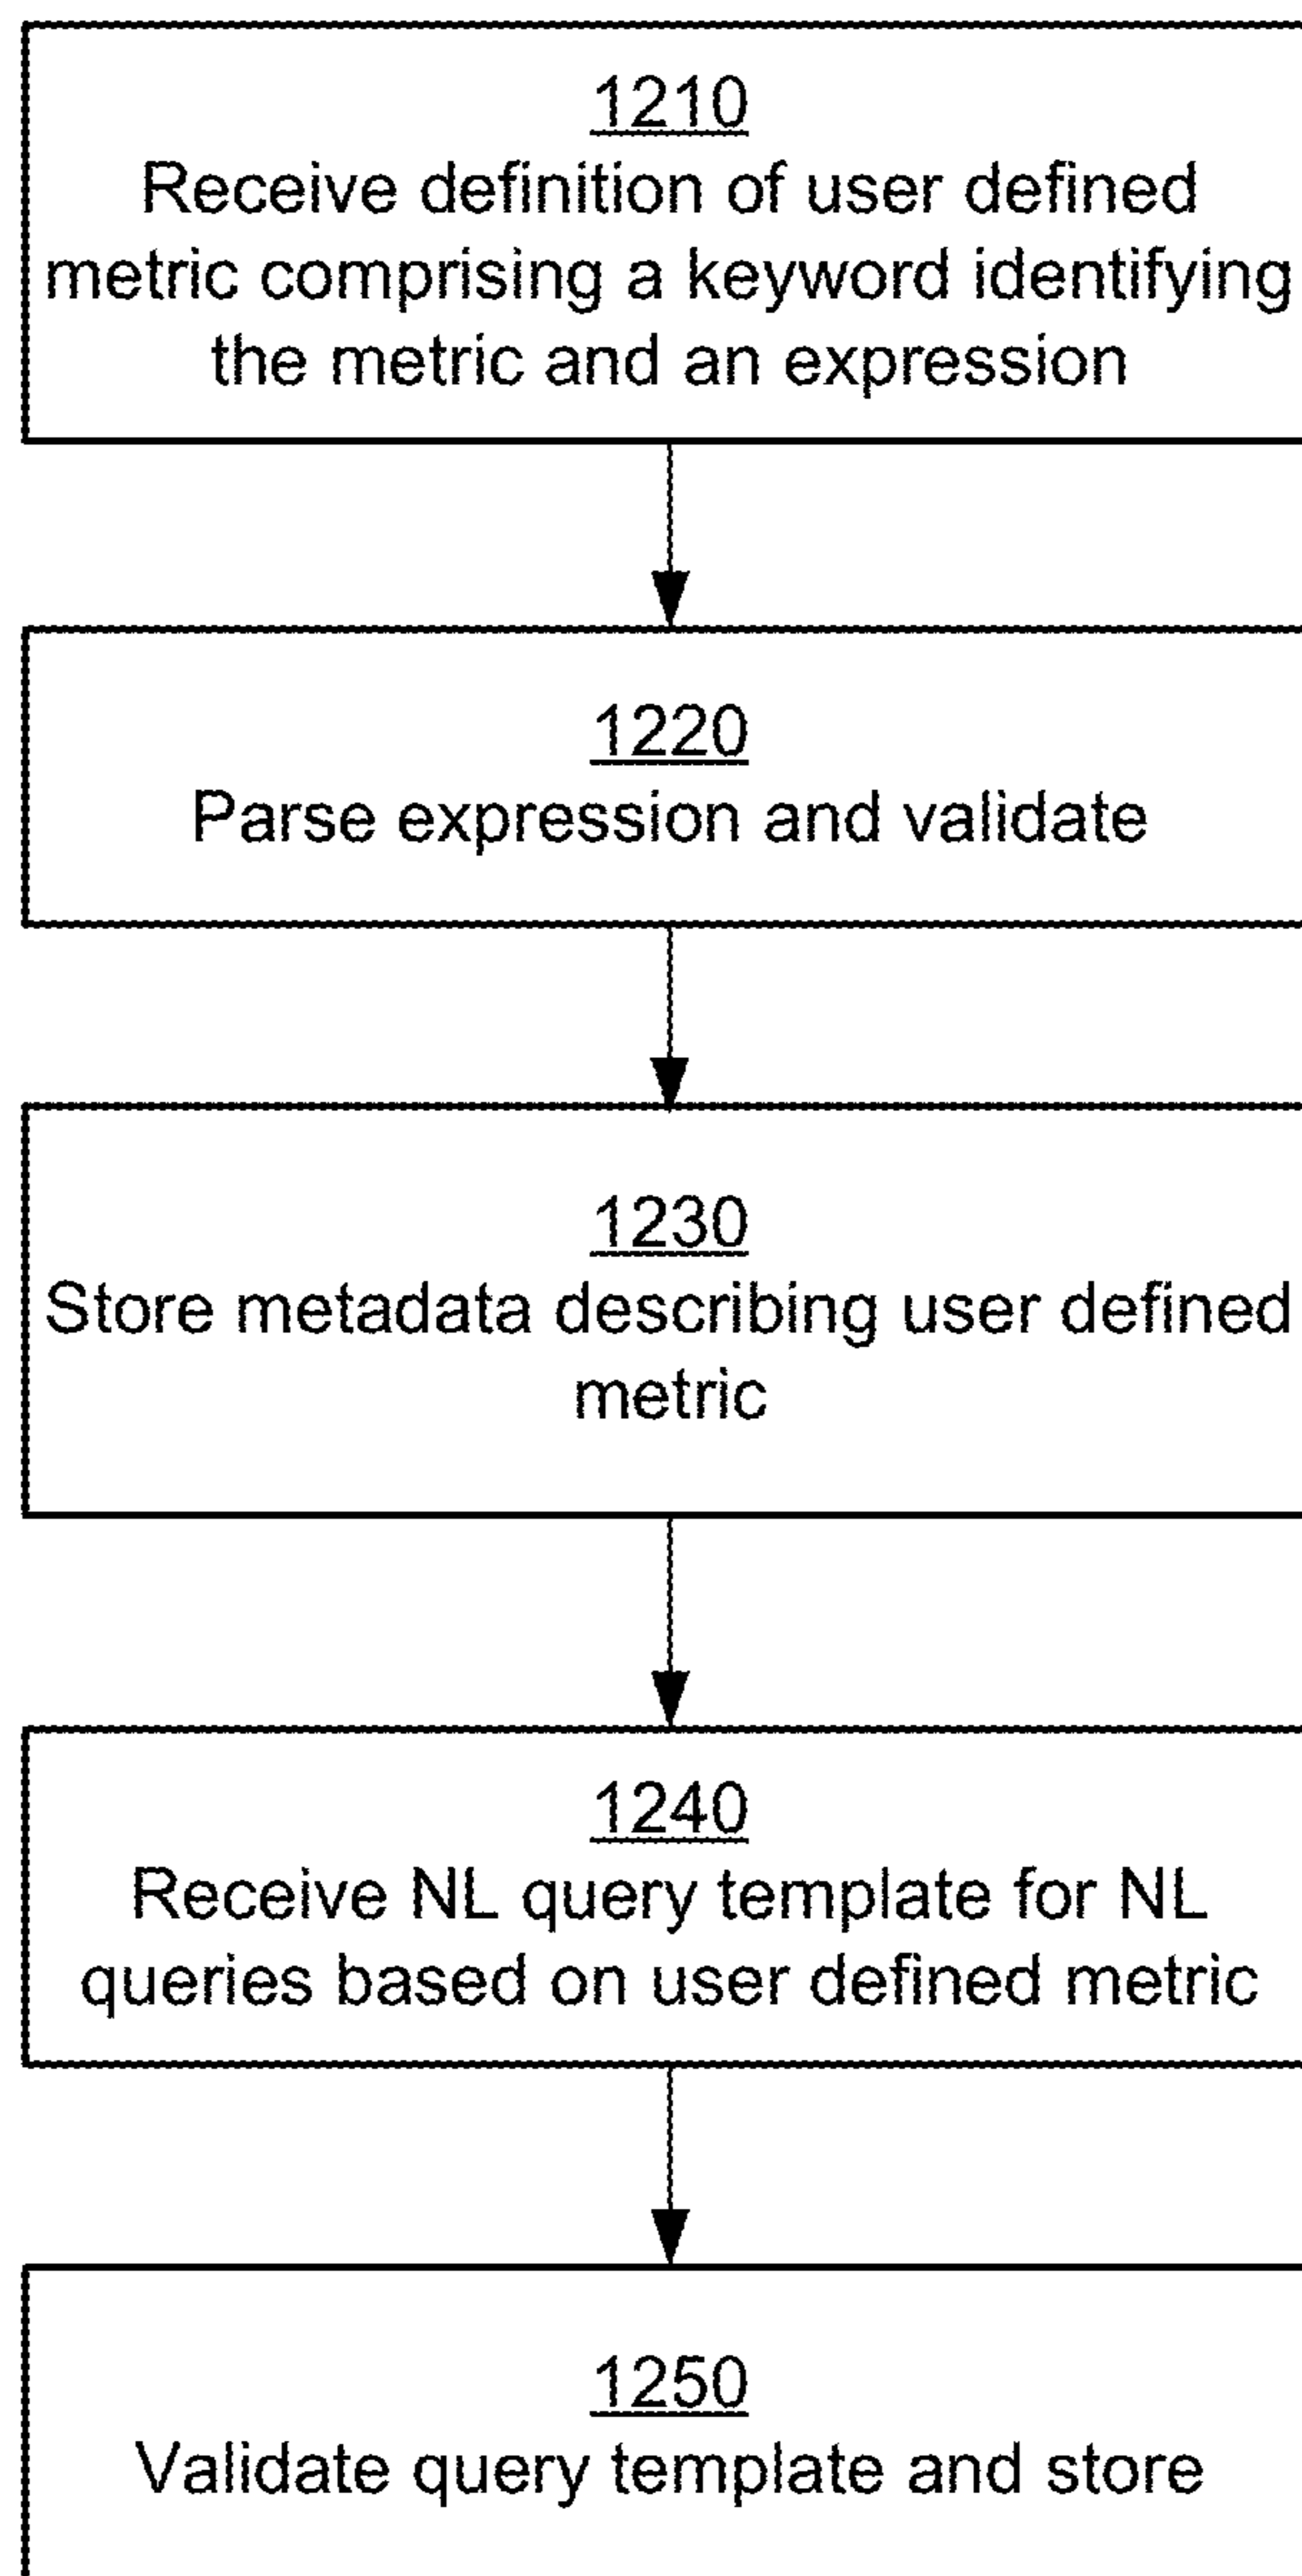 1210
Receive definition of user defined
metric comprising a keyword identifying
the metric and an expression
1220
Parse expression and validate
1230
Store metadata describing user defined
metric
1240
Receive NL query template for NL
queries based on user defined metric
1250
Validate query template and store